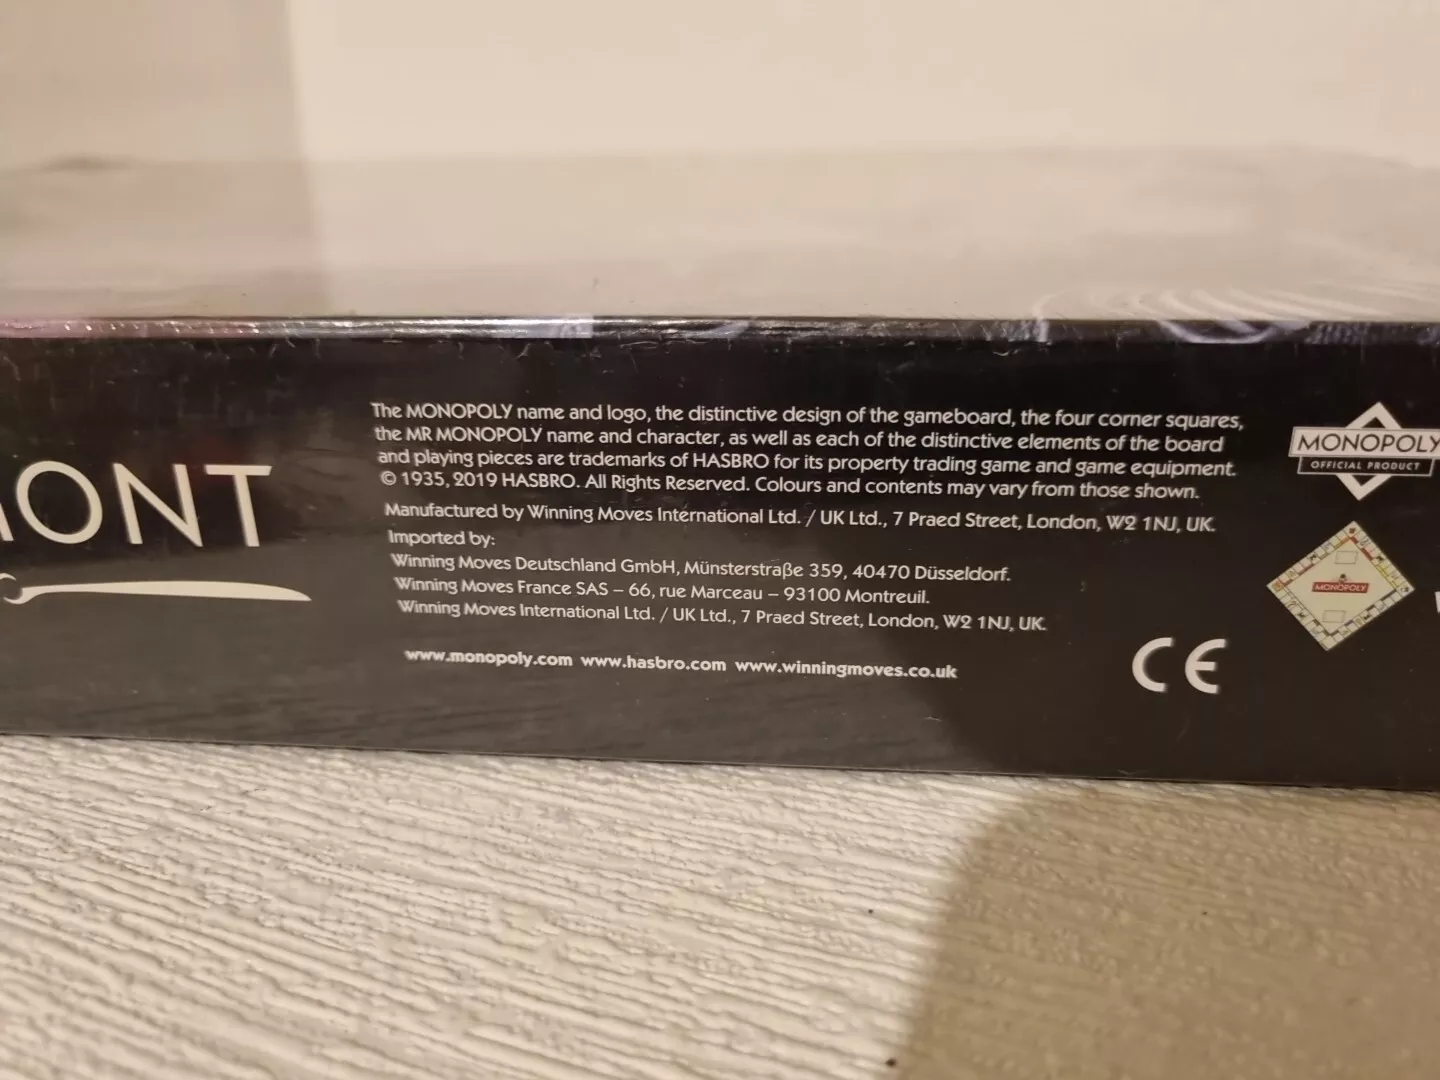 ONT
The MONOPOLY name and logo, the distinctive design of the gameboard, the four corner squares,
the MR MONOPOLY name and character, as well as each of the distinctive elements of the board
and playing pieces are trademarks of HASBRO for its property trading game and game equipment.
© 1935, 2019 HASBRO. All Rights Reserved. Colours and contents may vary from those shown.
Manufactured by Winning Moves International Ltd. / UK Ltd., 7 Praed Street, London, W2 1NJ, UK.
Imported by:
Winning Moves Deutschland GmbH, Münsterstraße 359, 40470 Düsseldorf.
Winning Moves France SAS – 66, rue Marceau – 93100 Montreuil.
Winning Moves International Ltd. / UK Ltd., 7 Praed Street, London, W2 1NJ, UK.
www.monopoly.com www.hasbro.com www.winningmoves.co.uk
CE
MONOPOLY
OFFICIAL PRODUCT
MONOPOLY